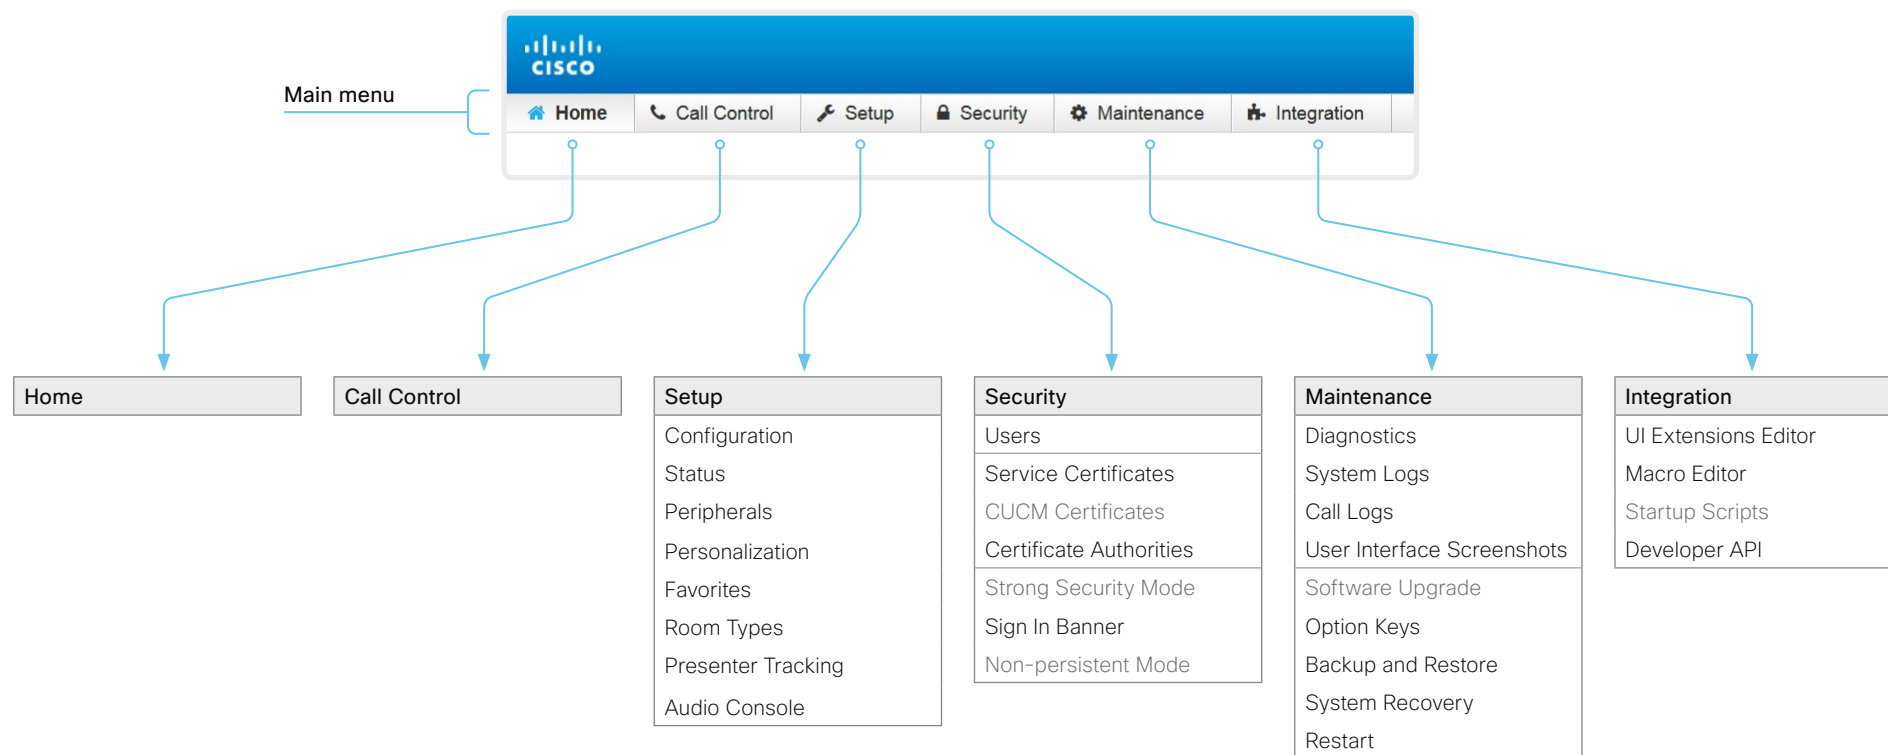 CISCO
Main menu
Home Call Control Setup Security Maintenance Integration
Home
Call Control
Setup
Configuration
Status
Peripherals
Personalization
Favorites
Room Types
Presenter Tracking
Audio Console
Security
Users
Service Certificates
CUCM Certificates
Certificate Authorities
Strong Security Mode
Sign In Banner
Non-persistent Mode
Maintenance
Diagnostics
System Logs
Call Logs
User Interface Screenshots
Software Upgrade
Option Keys
Backup and Restore
System Recovery
Restart
Integration
UI Extensions Editor
Macro Editor
Startup Scripts
Developer API